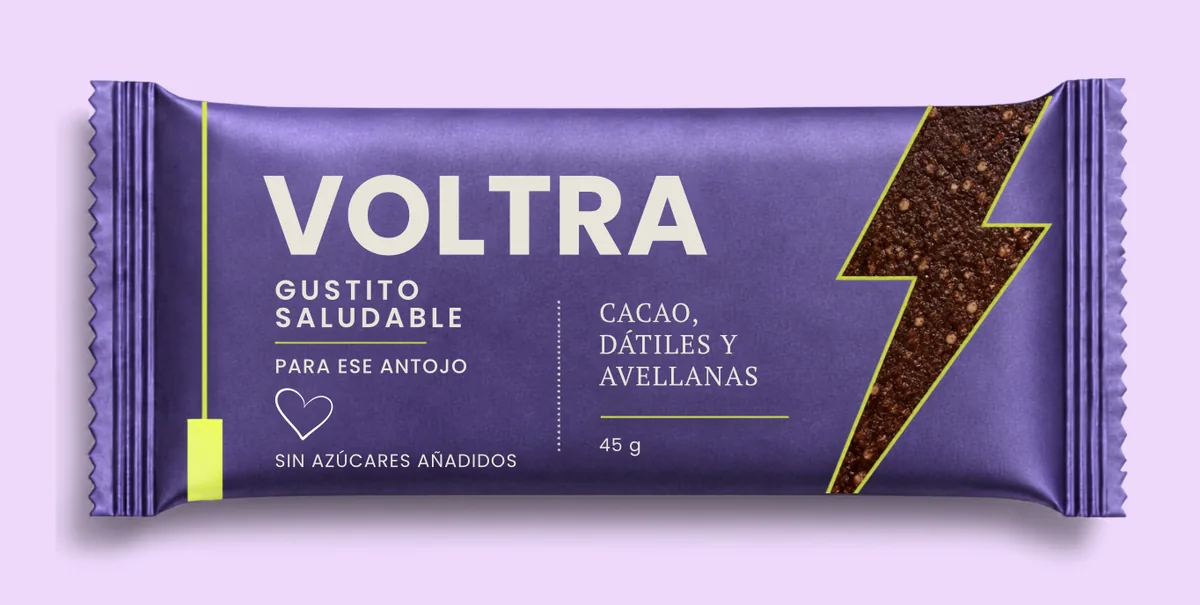 VOLTRA
GUSTITO
SALUDABLE
PARA ESE ANTOJO
SIN AZÚCARES AÑADIDOS
CACAO,
DÁTILES Y
AVELLANAS
45 g